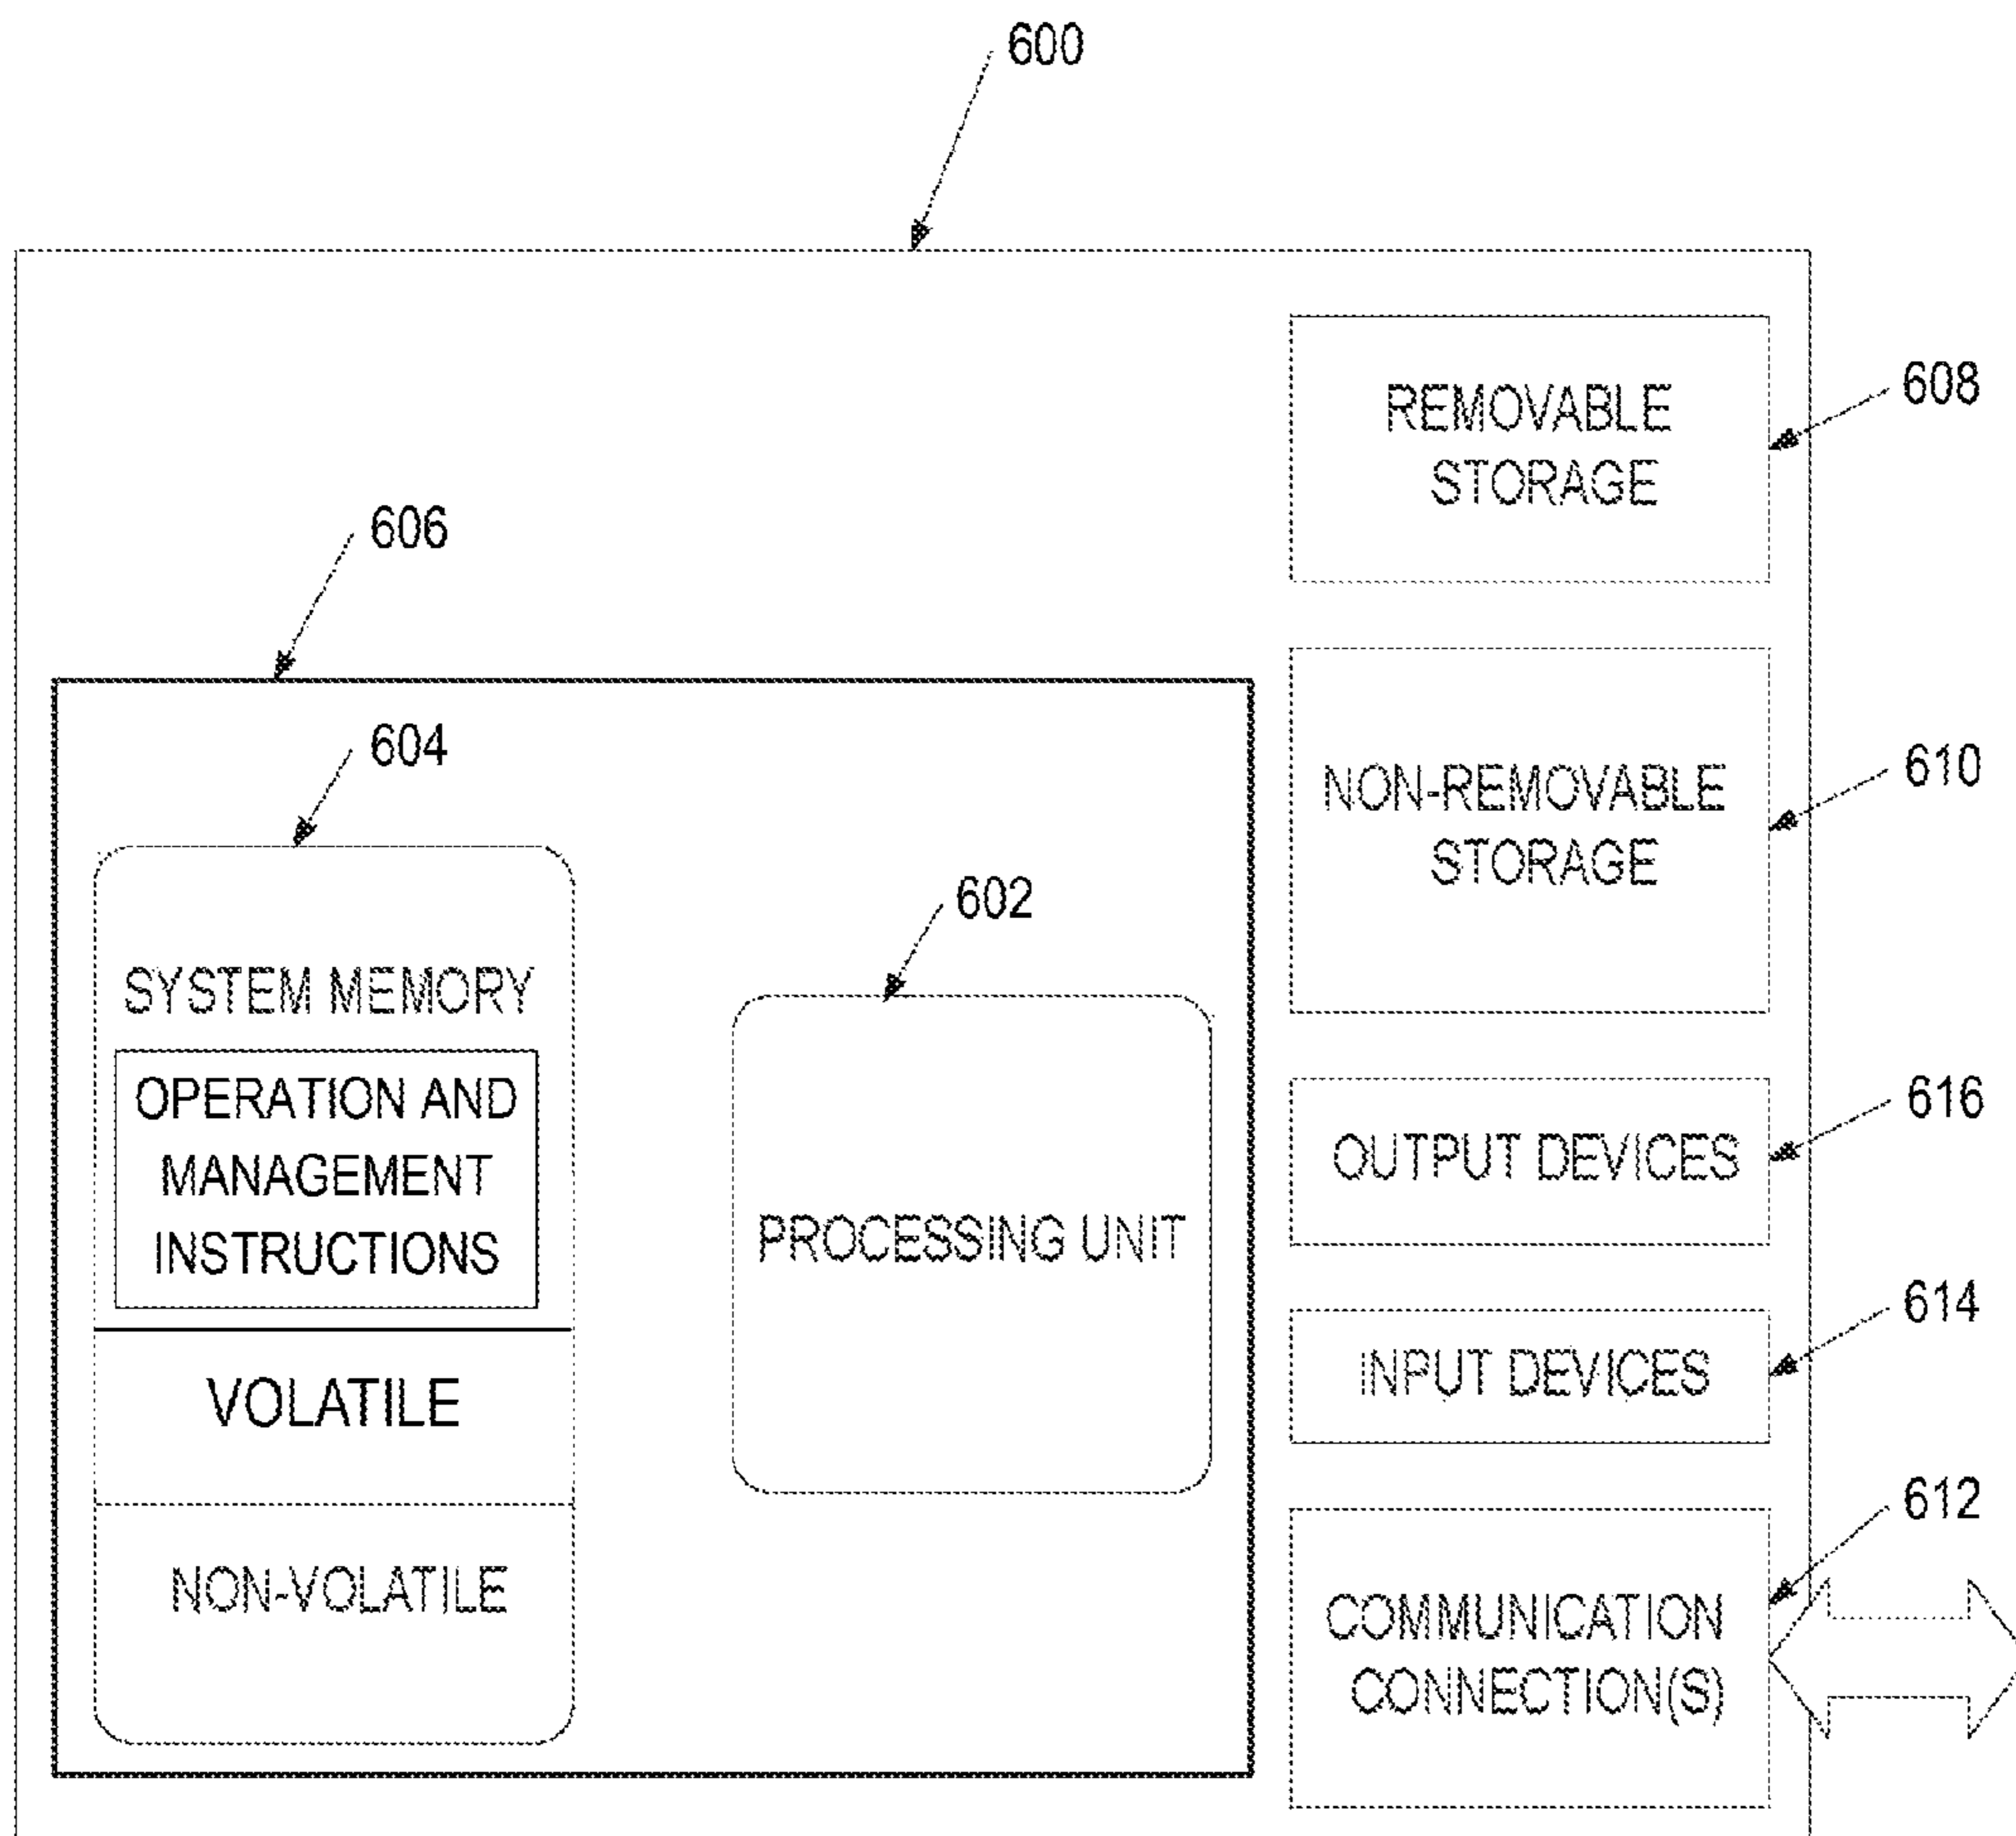 600
REMOVABLE
STORAGE
608
606
604
NON-REMOVABLE
STORAGE
610
602
SYSTEM MEMORY
OPERATION AND
MANAGEMENT
INSTRUCTIONS
PROCESSING UNIT
OUTPUT DEVICES
616
INPUT DEVICES
614
VOLATILE
NON-VOLATILE
COMMUNICATION
CONNECTION(S)
612